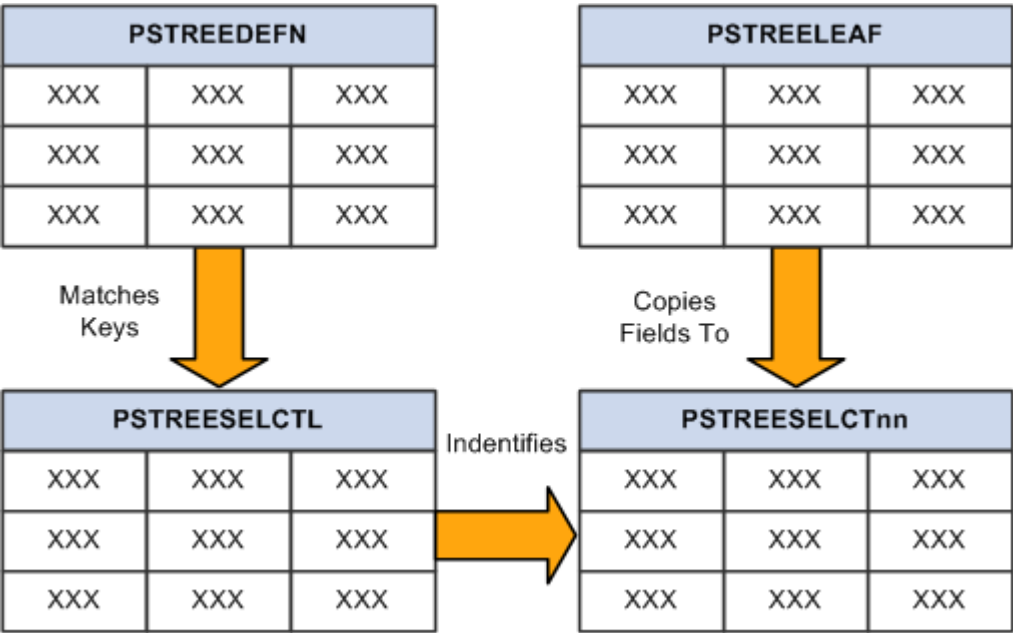 PSTREEDEFN
XXX XXX XXX
XXX XXX XXX
XXX XXX XXX
PSTREELEAF
XXX XXX XXX
XXX XXX XXX
XXX XXX XXX
Matches
Keys
Copies
Fields To
PSTREESELCTL
XXX XXX XXX
XXX XXX XXX
XXX XXX XXX
Indentifies
PSTREESELCTnn
XXX XXX XXX
XXX XXX XXX
XXX XXX XXX